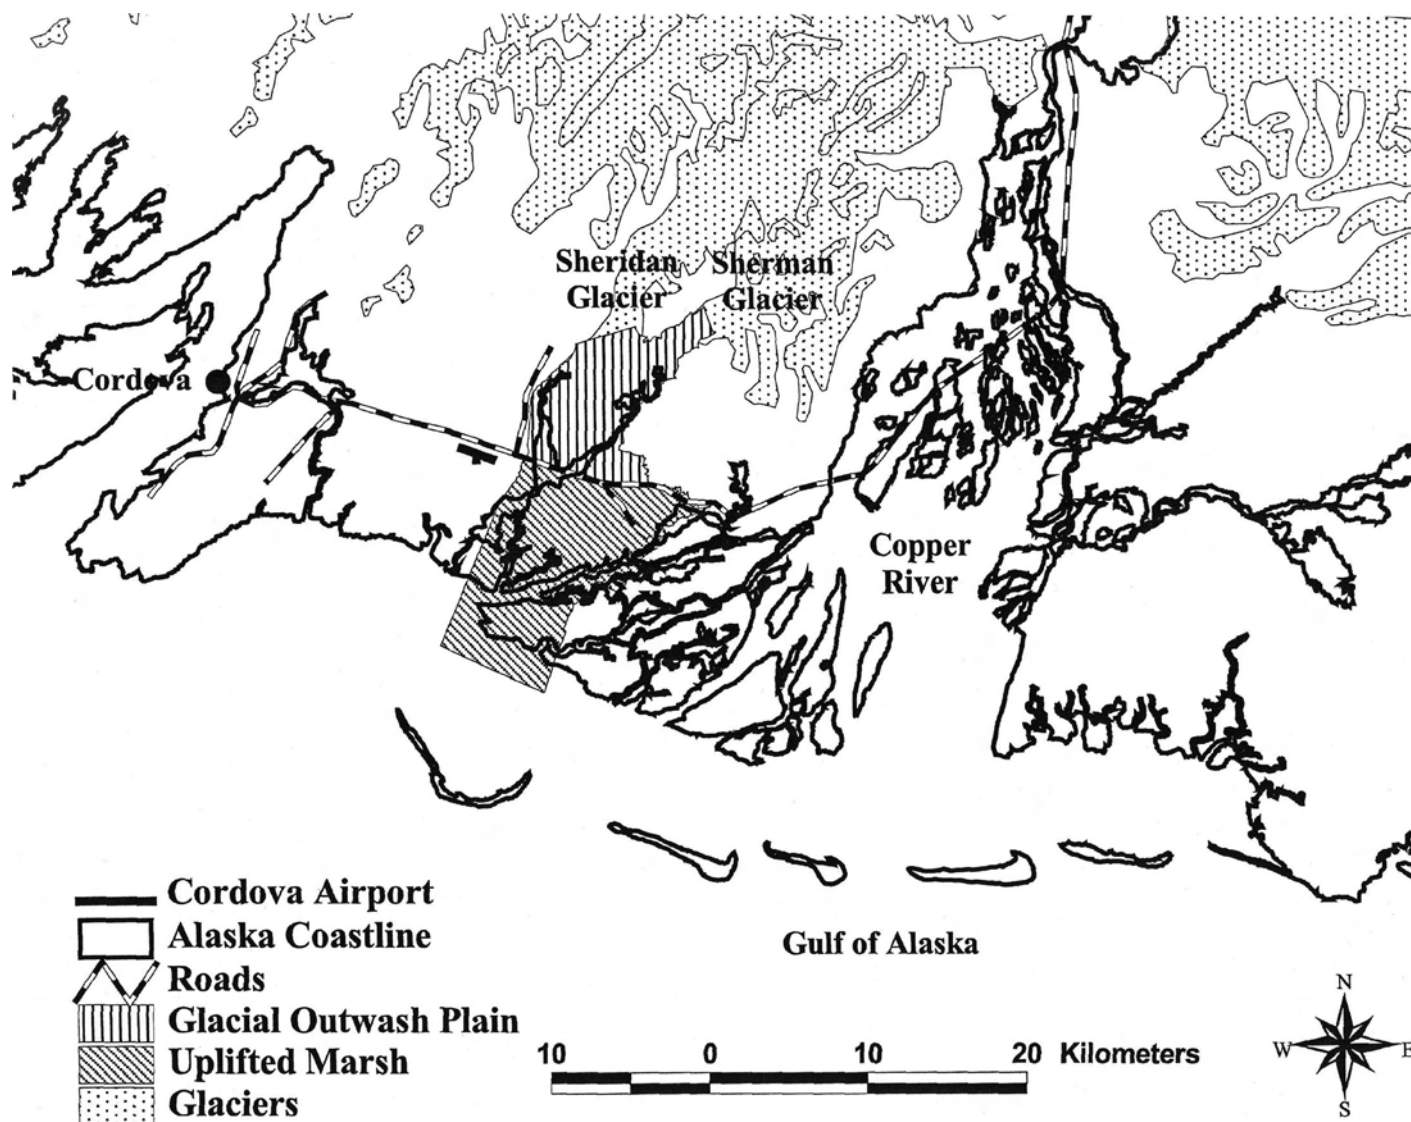 Sheridan
Glacier
Sherman
Glacier
Cordova
Copper
River
Gulf of Alaska
Cordova Airport
Alaska Coastline
Roads
Glacial Outwash Plain
Uplifted Marsh
Glaciers
10 0 10 20 Kilometers
N
W E
S